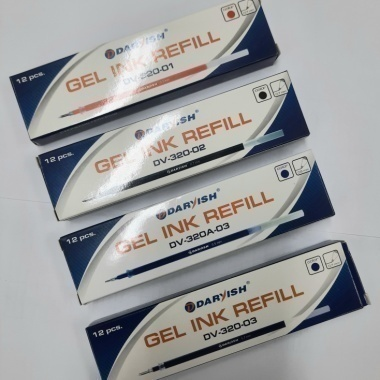 DARYISH®
GEL INK REFILL
DV-320-01
12 pcs.
DARYISH®
GEL INK REFILL
DV-320-02
12 pcs.
DARYISH®
GEL INK REFILL
DV-320A-03
12 pcs.
DARYISH®
GEL INK REFILL
DV-320-03
12 pcs.